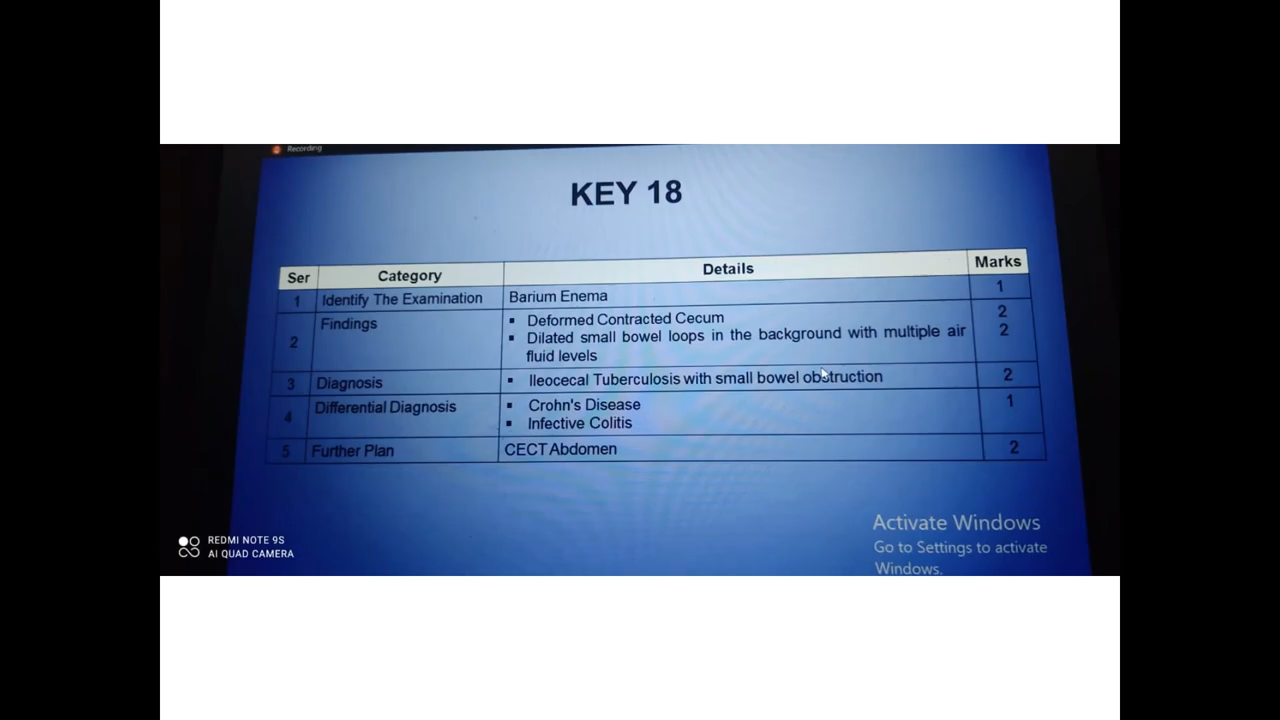 Recording
KEY 18
Ser Category Details Marks
1 Identify The Examination Barium Enema 1
2 Findings ▪ Deformed Contracted Cecum 2
▪ Dilated small bowel loops in the background with multiple air 2
fluid levels
3 Diagnosis ▪ Ileocecal Tuberculosis with small bowel obstruction 2
4 Differential Diagnosis ▪ Crohn's Disease 1
▪ Infective Colitis
5 Further Plan CECT Abdomen 2
Activate Windows
Go to Settings to activate
Windows.
REDMI NOTE 9S
AI QUAD CAMERA